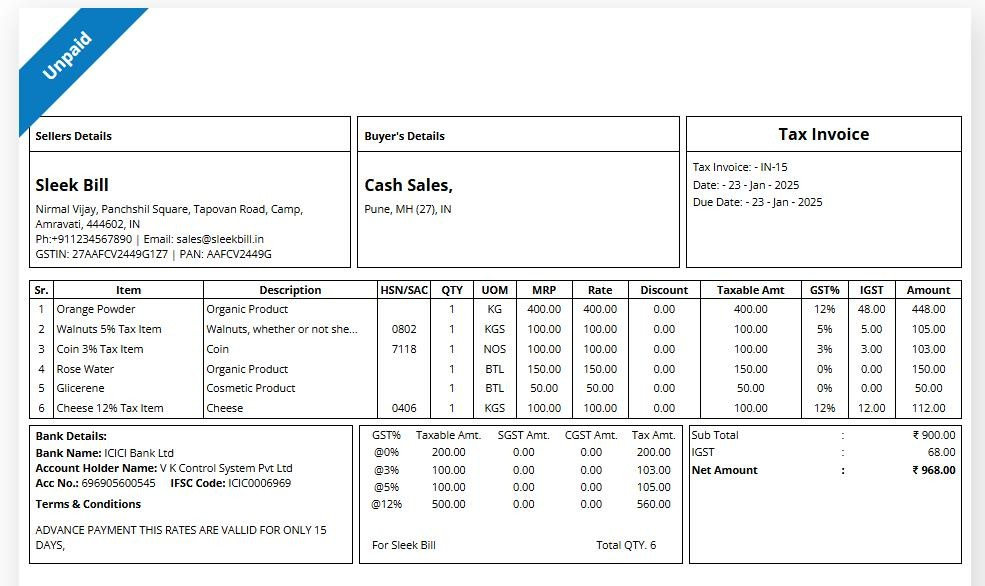 Unpaid
Sellers Details
Sleek Bill
Nirmal Vijay, Panchshil Square, Tapovan Road, Camp,
Amravati, 444602, IN
Ph:+911234567890 | Email: sales@sleekbill.in
GSTIN: 27AAFCV2449G1Z7 | PAN: AAFCV2449G
Buyer's Details
Cash Sales,
Pune, MH (27), IN
Tax Invoice
Tax Invoice: - IN-15
Date: - 23 - Jan - 2025
Due Date: - 23 - Jan - 2025
Sr. Item Description HSN/SAC QTY UOM MRP Rate Discount Taxable Amt GST% IGST Amount
1 Orange Powder Organic Product 1 KG 400.00 400.00 0.00 400.00 12% 48.00 448.00
2 Walnuts 5% Tax Item Walnuts, whether or not she... 0802 1 KGS 100.00 100.00 0.00 100.00 5% 5.00 105.00
3 Coin 3% Tax Item Coin 7118 1 NOS 100.00 100.00 0.00 100.00 3% 3.00 103.00
4 Rose Water Organic Product 1 BTL 150.00 150.00 0.00 150.00 0% 0.00 150.00
5 Glicerene Cosmetic Product 1 BTL 50.00 50.00 0.00 50.00 0% 0.00 50.00
6 Cheese 12% Tax Item Cheese 0406 1 KGS 100.00 100.00 0.00 100.00 12% 12.00 112.00
Bank Details:
Bank Name: ICICI Bank Ltd
Account Holder Name: V K Control System Pvt Ltd
Acc No.: 696905600545 IFSC Code: ICIC0006969
Terms & Conditions
ADVANCE PAYMENT THIS RATES ARE VALLID FOR ONLY 15
DAYS,
GST% Taxable Amt. SGST Amt. CGST Amt. Tax Amt.
@0% 200.00 0.00 0.00 200.00
@3% 100.00 0.00 0.00 103.00
@5% 100.00 0.00 0.00 105.00
@12% 500.00 0.00 0.00 560.00
For Sleek Bill Total QTY. 6
Sub Total : ₹ 900.00
IGST : 68.00
Net Amount : ₹ 968.00